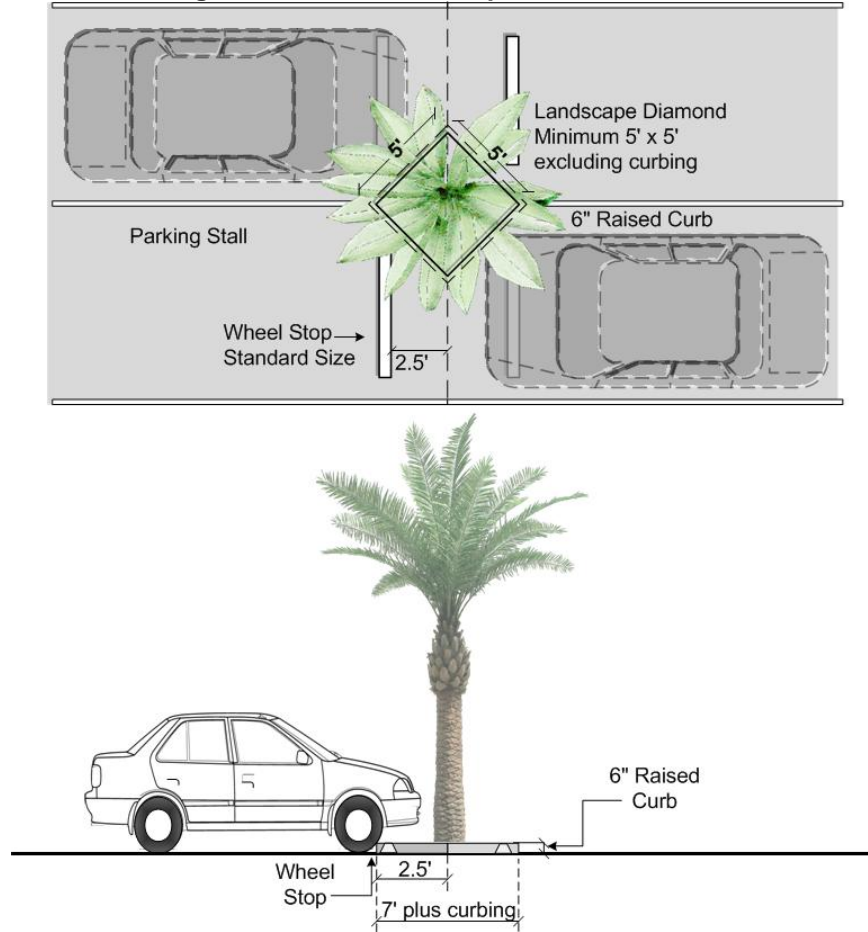 Landscape Diamond
Minimum 5' x 5'
excluding curbing
5'
5'
6" Raised Curb
Parking Stall
Wheel Stop
Standard Size
2.5'
6" Raised
Curb
Wheel
Stop
2.5'
7' plus curbing